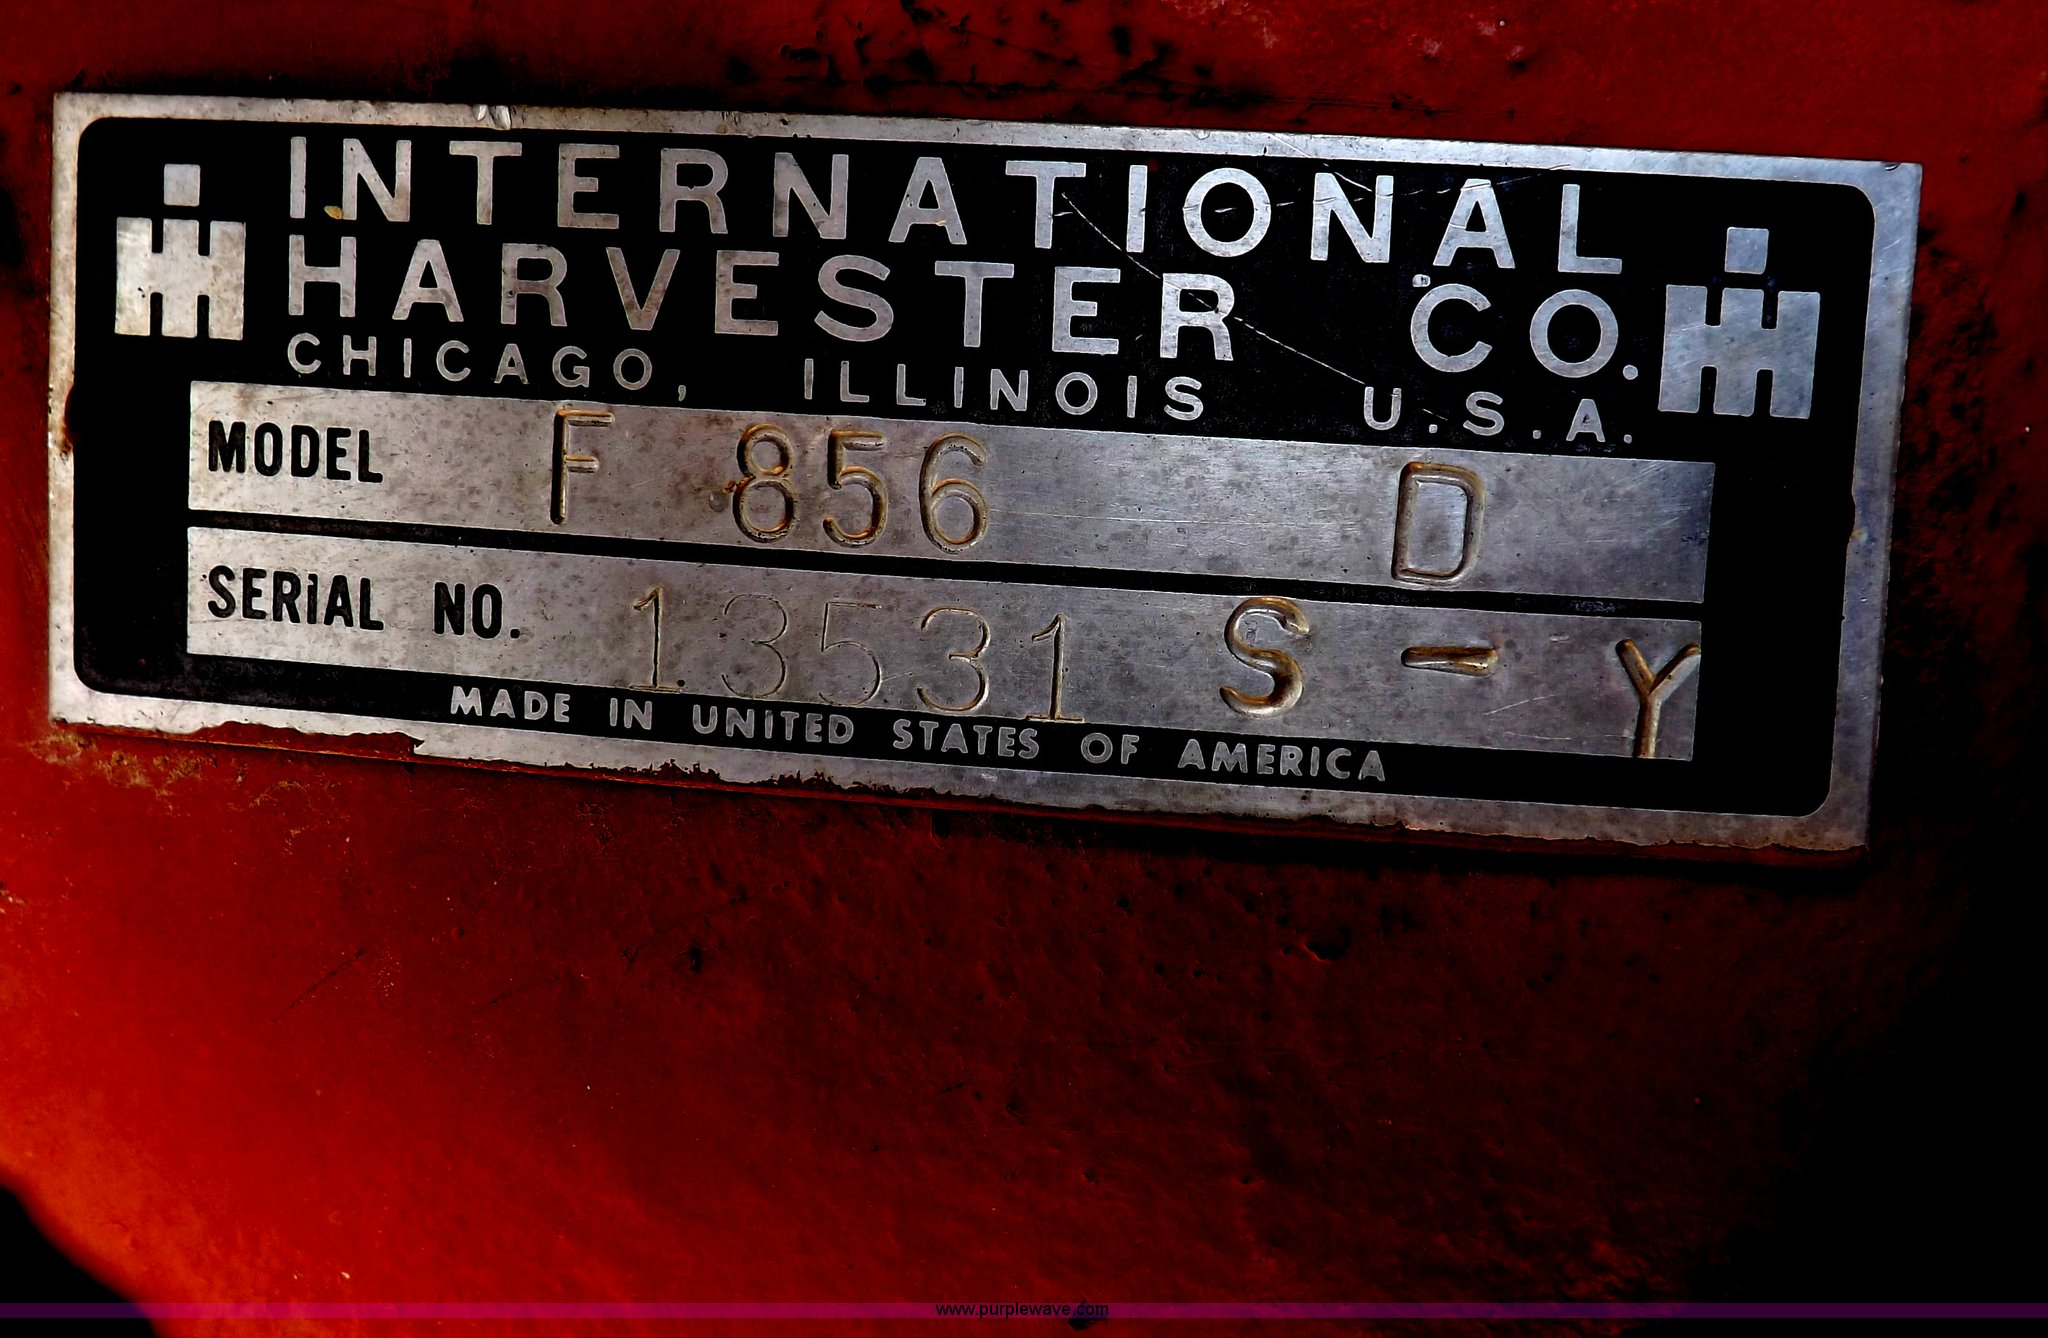 INTERNATIONAL
HARVESTER CO.
CHICAGO, ILLINOIS U.S.A.
MODEL F 856 D
SERIAL NO. 13531 S - Y
MADE IN UNITED STATES OF AMERICA
www.purplewave.com